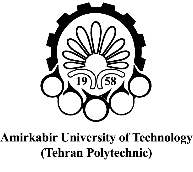 19 58
Amirkabir University of Technology
(Tehran Polytechnic)